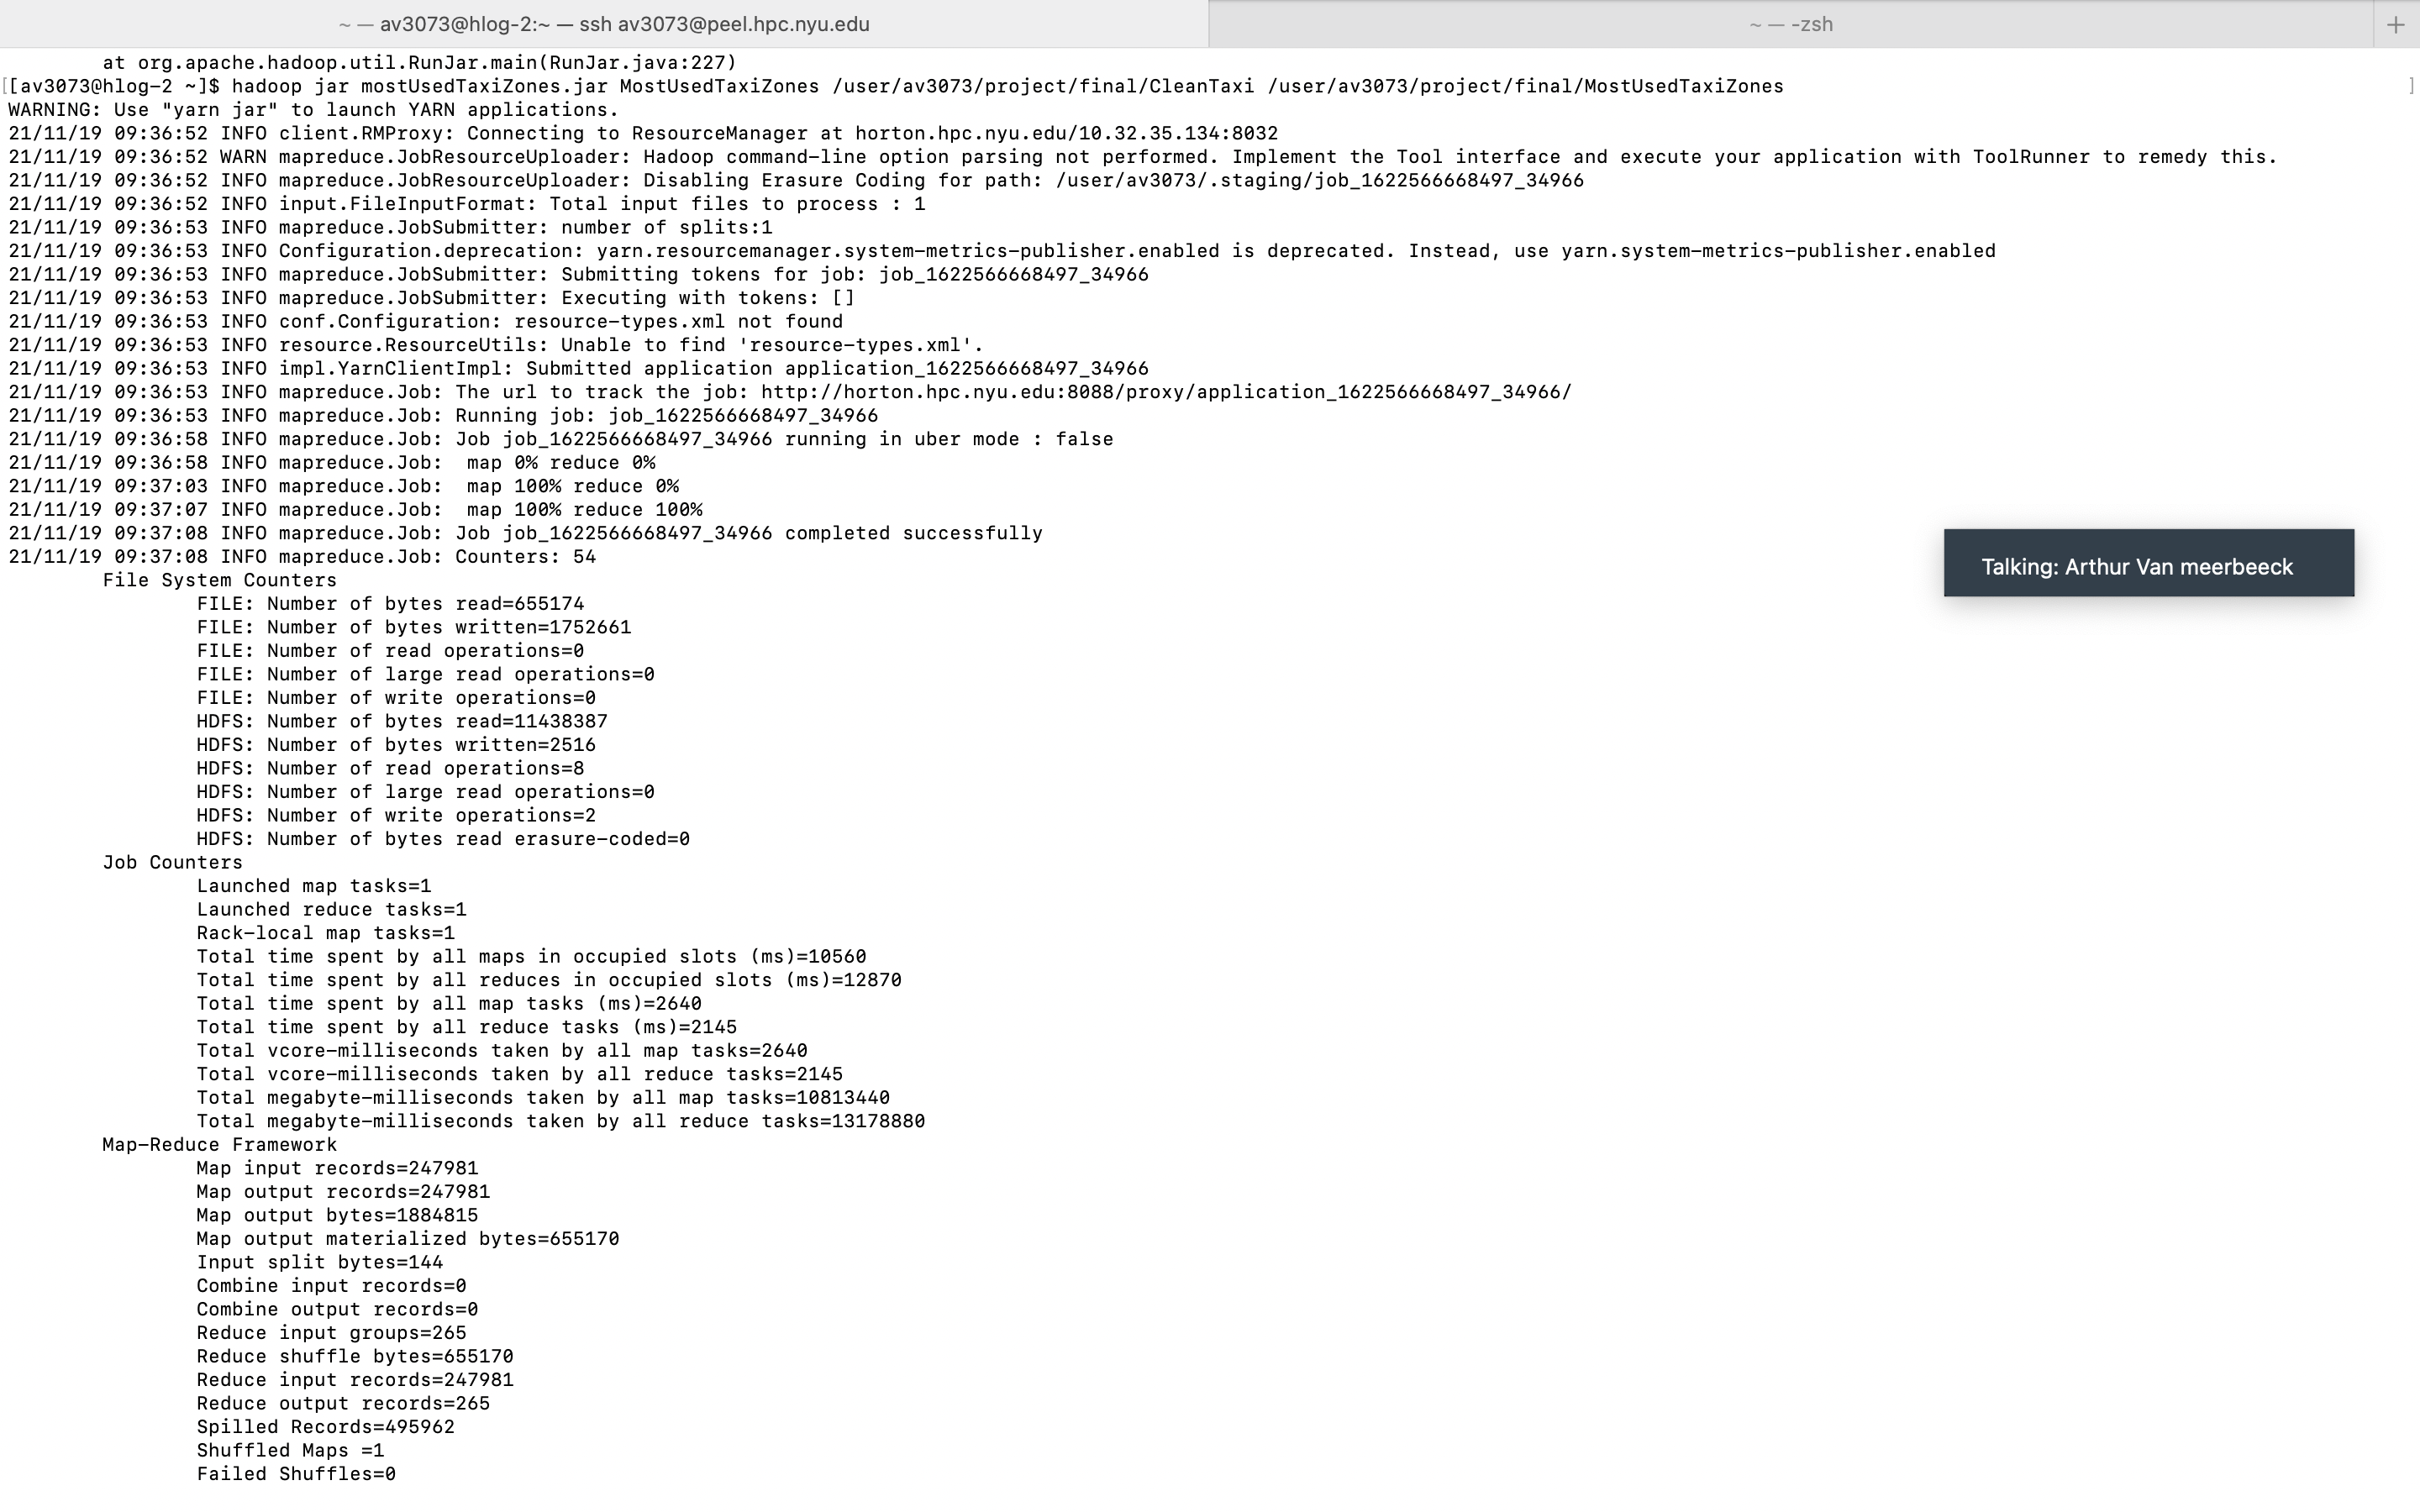 ~ — av3073@hlog-2:~ — ssh av3073@peel.hpc.nyu.edu
~ — -zsh
+
at org.apache.hadoop.util.RunJar.main(RunJar.java:227)
[[av3073@hlog-2 ~]$ hadoop jar mostUsedTaxiZones.jar MostUsedTaxiZones /user/av3073/project/final/CleanTaxi /user/av3073/project/final/MostUsedTaxiZones ]
WARNING: Use "yarn jar" to launch YARN applications.
21/11/19 09:36:52 INFO client.RMProxy: Connecting to ResourceManager at horton.hpc.nyu.edu/10.32.35.134:8032
21/11/19 09:36:52 WARN mapreduce.JobResourceUploader: Hadoop command-line option parsing not performed. Implement the Tool interface and execute your application with ToolRunner to remedy this.
21/11/19 09:36:52 INFO mapreduce.JobResourceUploader: Disabling Erasure Coding for path: /user/av3073/.staging/job_1622566668497_34966
21/11/19 09:36:52 INFO input.FileInputFormat: Total input files to process : 1
21/11/19 09:36:53 INFO mapreduce.JobSubmitter: number of splits:1
21/11/19 09:36:53 INFO Configuration.deprecation: yarn.resourcemanager.system-metrics-publisher.enabled is deprecated. Instead, use yarn.system-metrics-publisher.enabled
21/11/19 09:36:53 INFO mapreduce.JobSubmitter: Submitting tokens for job: job_1622566668497_34966
21/11/19 09:36:53 INFO mapreduce.JobSubmitter: Executing with tokens: []
21/11/19 09:36:53 INFO conf.Configuration: resource-types.xml not found
21/11/19 09:36:53 INFO resource.ResourceUtils: Unable to find 'resource-types.xml'.
21/11/19 09:36:53 INFO impl.YarnClientImpl: Submitted application application_1622566668497_34966
21/11/19 09:36:53 INFO mapreduce.Job: The url to track the job: http://horton.hpc.nyu.edu:8088/proxy/application_1622566668497_34966/
21/11/19 09:36:53 INFO mapreduce.Job: Running job: job_1622566668497_34966
21/11/19 09:36:58 INFO mapreduce.Job: Job job_1622566668497_34966 running in uber mode : false
21/11/19 09:36:58 INFO mapreduce.Job:  map 0% reduce 0%
21/11/19 09:37:03 INFO mapreduce.Job:  map 100% reduce 0%
21/11/19 09:37:07 INFO mapreduce.Job:  map 100% reduce 100%
21/11/19 09:37:08 INFO mapreduce.Job: Job job_1622566668497_34966 completed successfully
21/11/19 09:37:08 INFO mapreduce.Job: Counters: 54
Talking: Arthur Van meerbeeck
File System Counters
FILE: Number of bytes read=655174
FILE: Number of bytes written=1752661
FILE: Number of read operations=0
FILE: Number of large read operations=0
FILE: Number of write operations=0
HDFS: Number of bytes read=11438387
HDFS: Number of bytes written=2516
HDFS: Number of read operations=8
HDFS: Number of large read operations=0
HDFS: Number of write operations=2
HDFS: Number of bytes read erasure-coded=0
Job Counters
Launched map tasks=1
Launched reduce tasks=1
Rack-local map tasks=1
Total time spent by all maps in occupied slots (ms)=10560
Total time spent by all reduces in occupied slots (ms)=12870
Total time spent by all map tasks (ms)=2640
Total time spent by all reduce tasks (ms)=2145
Total vcore-milliseconds taken by all map tasks=2640
Total vcore-milliseconds taken by all reduce tasks=2145
Total megabyte-milliseconds taken by all map tasks=10813440
Total megabyte-milliseconds taken by all reduce tasks=13178880
Map-Reduce Framework
Map input records=247981
Map output records=247981
Map output bytes=1884815
Map output materialized bytes=655170
Input split bytes=144
Combine input records=0
Combine output records=0
Reduce input groups=265
Reduce shuffle bytes=655170
Reduce input records=247981
Reduce output records=265
Spilled Records=495962
Shuffled Maps =1
Failed Shuffles=0